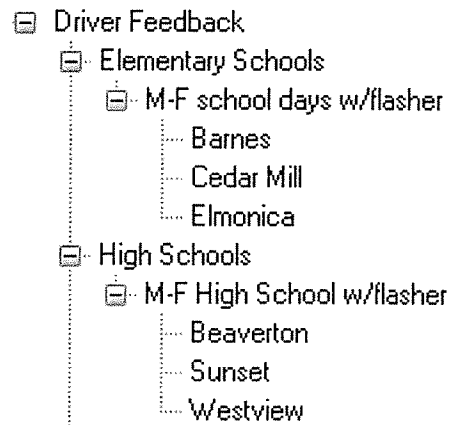 Driver Feedback
Elementary Schools
M-F school days w/flasher
Barnes
Cedar Mill
Elmonica
High Schools
M-F High School w/flasher
Beaverton
Sunset
Westview